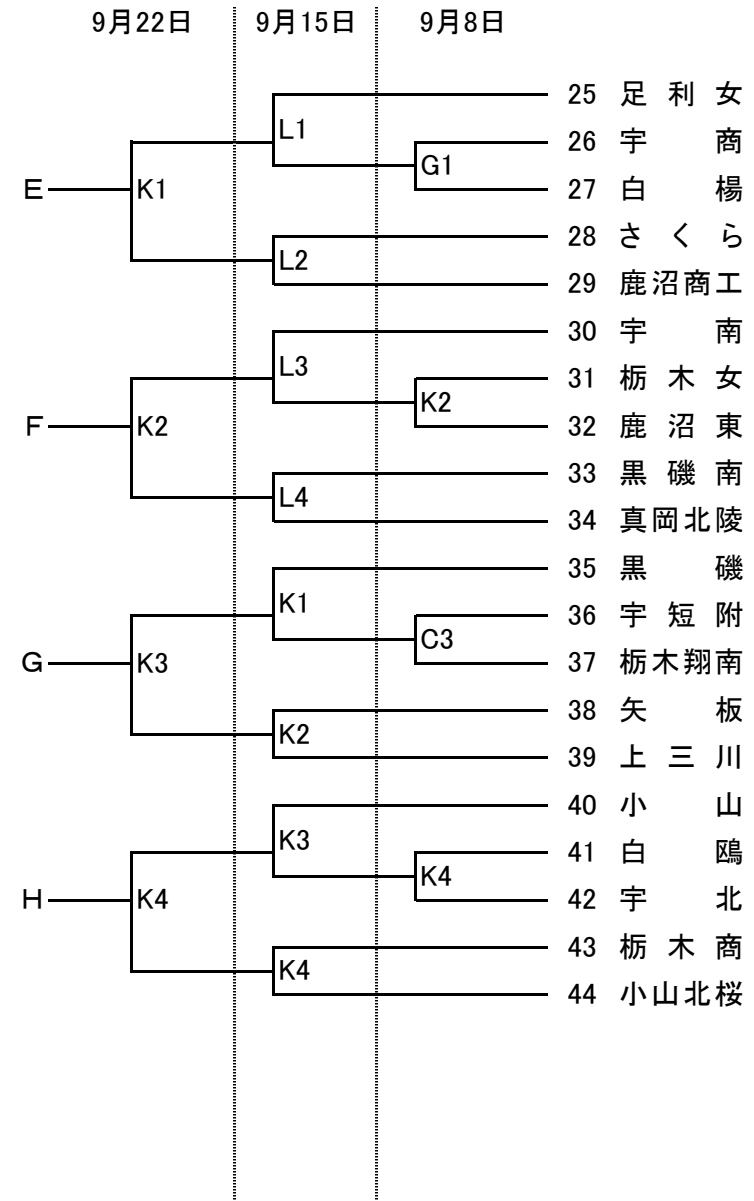 9月22日 9月15日 9月8日
25 足利女
L1
26 宇商
G1
E K1 27 白楊
28 さくら
L2
29 鹿沼商工
30 宇南
L3
31 栃木女
K2
F K2 32 鹿沼東
33 黒磯南
L4
34 真岡北陵
35 黒磯
K1
36 宇短附
C3
G K3 37 栃木翔南
38 矢板
K2
39 上三川
40 小山
K3
41 白鴎
K4
H K4 42 宇北
43 栃木商
K4
44 小山北桜